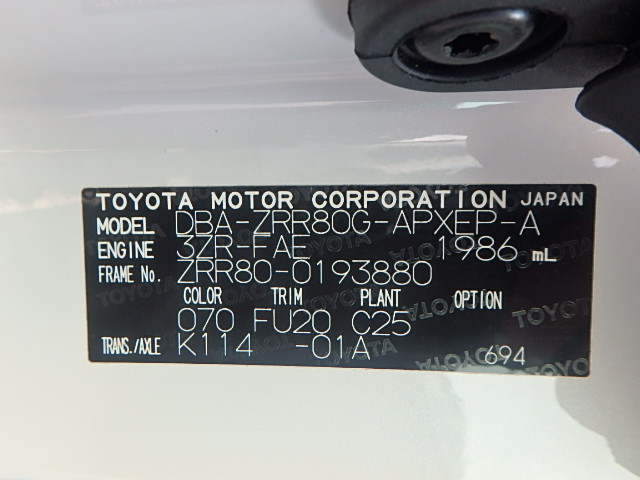 TOYOTA MOTOR CORPORATION JAPAN
MODEL DBA-ZRR80G-APXEP-A
ENGINE 3ZR-FAE 1986 mL
FRAME No. ZRR80-0193880
COLOR TRIM PLANT OPTION
070 FU20 C25
TRANS./AXLE K114 -01A 694